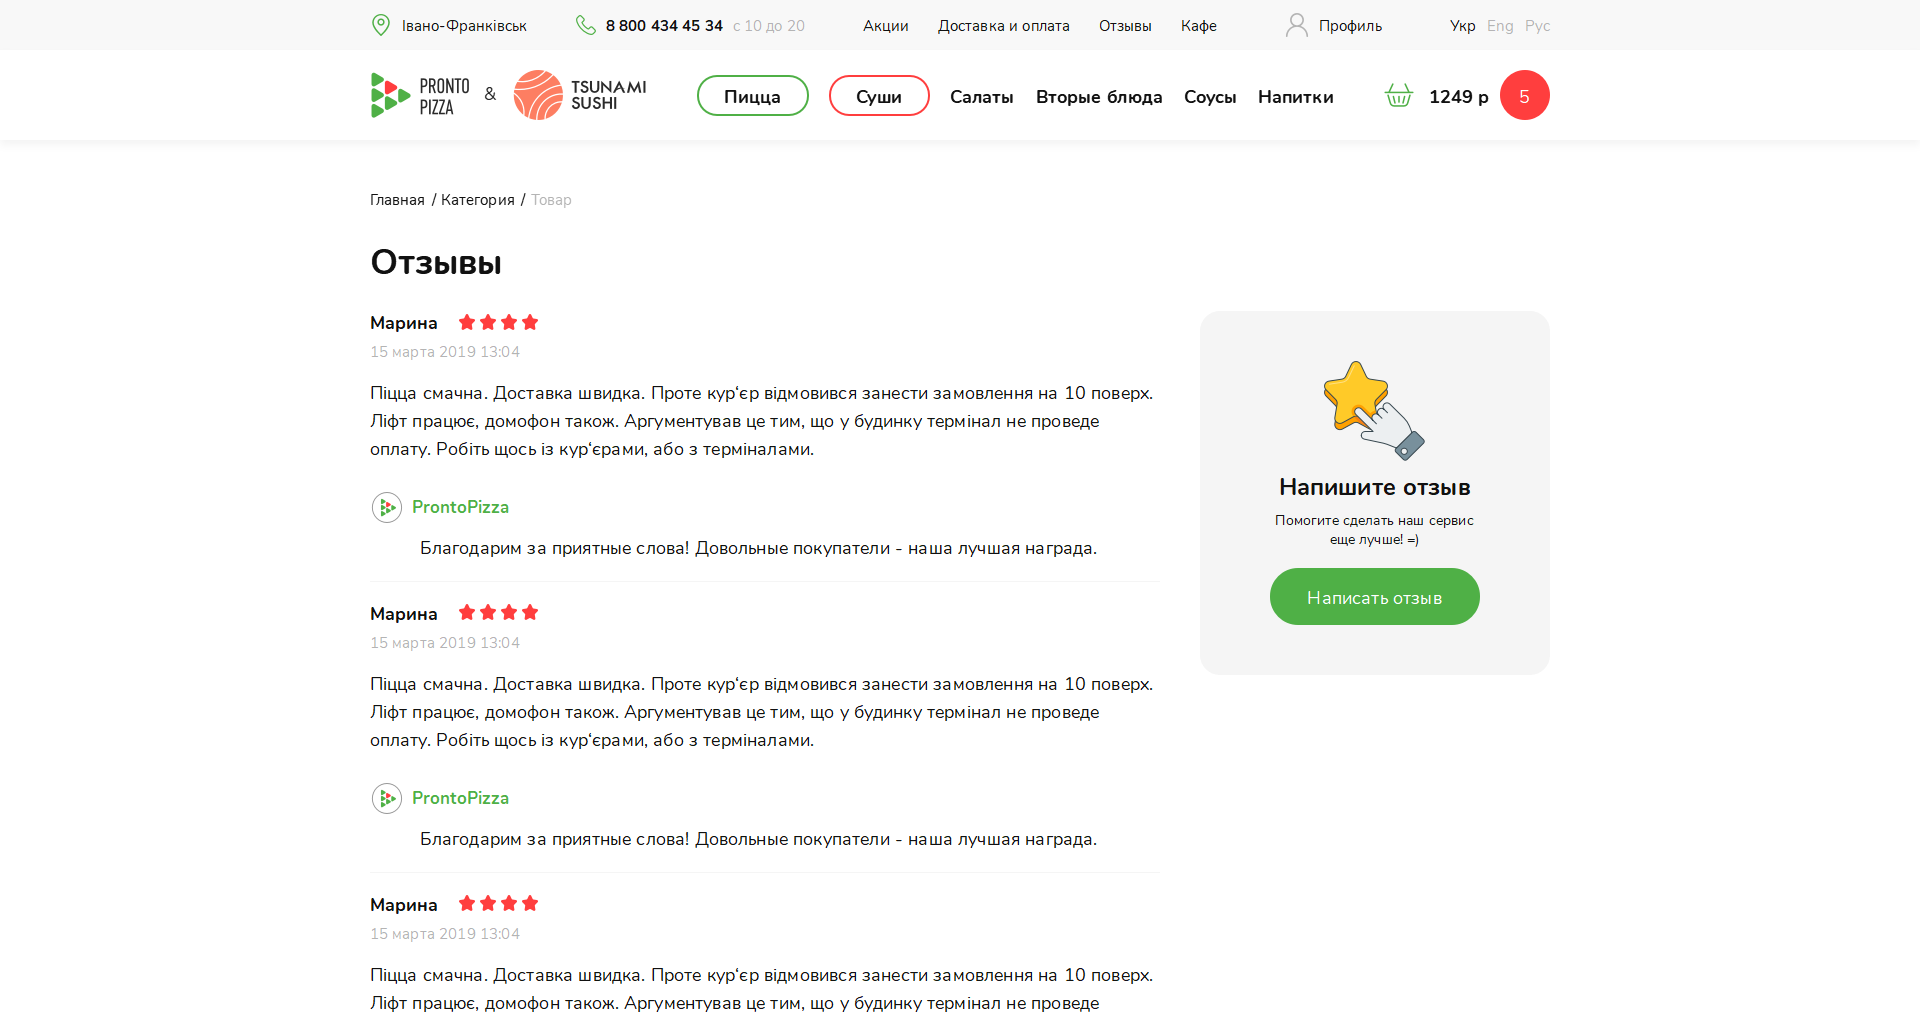 Івано-Франківськ
8 800 434 45 34 с 10 до 20
Акции Доставка и оплата Отзывы Кафе
Профиль
Укр Eng Рус
PRONTO PIZZA & TSUNAMI SUSHI
Пицца Суши Салаты Вторые блюда Соусы Напитки
1249 р 5
Главная / Категория / Товар
Отзывы
Марина
15 марта 2019 13:04
Піцца смачна. Доставка швидка. Проте кур‘єр відмовився занести замовлення на 10 поверх.
Ліфт працює, домофон також. Аргументував це тим, що у будинку термінал не проведе
оплату. Робіть щось із кур‘єрами, або з терміналами.
ProntoPizza
Благодарим за приятные слова! Довольные покупатели - наша лучшая награда.
Марина
15 марта 2019 13:04
Піцца смачна. Доставка швидка. Проте кур‘єр відмовився занести замовлення на 10 поверх.
Ліфт працює, домофон також. Аргументував це тим, що у будинку термінал не проведе
оплату. Робіть щось із кур‘єрами, або з терміналами.
ProntoPizza
Благодарим за приятные слова! Довольные покупатели - наша лучшая награда.
Марина
15 марта 2019 13:04
Піцца смачна. Доставка швидка. Проте кур‘єр відмовився занести замовлення на 10 поверх.
Ліфт працює, домофон також. Аргументував це тим, що у будинку термінал не проведе
Напишите отзыв
Помогите сделать наш сервис
еще лучше! =)
Написать отзыв